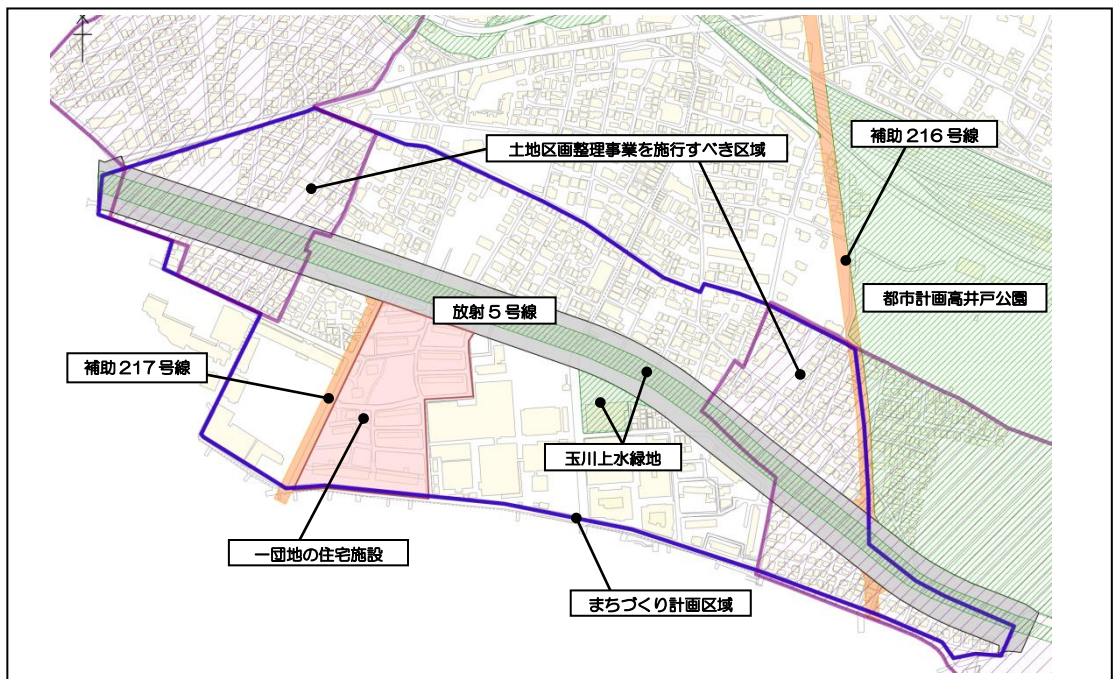 補助216号線
土地区画整理事業を施行すべき区域
都市計画高井戸公園
放射5号線
補助217号線
玉川上水緑地
一団地の住宅施設
まちづくり計画区域